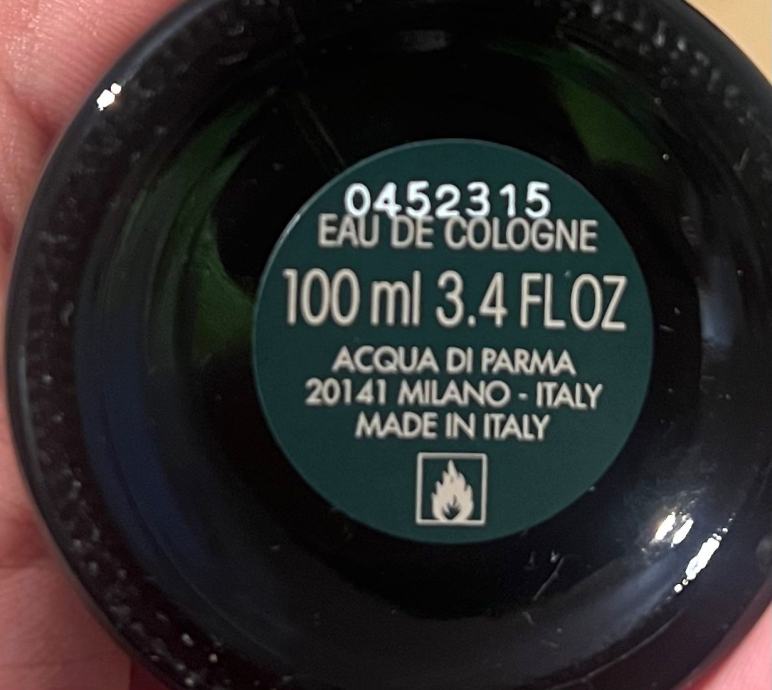 0452315
EAU DE COLOGNE
100 ml 3.4 FL OZ
ACQUA DI PARMA
20141 MILANO - ITALY
MADE IN ITALY